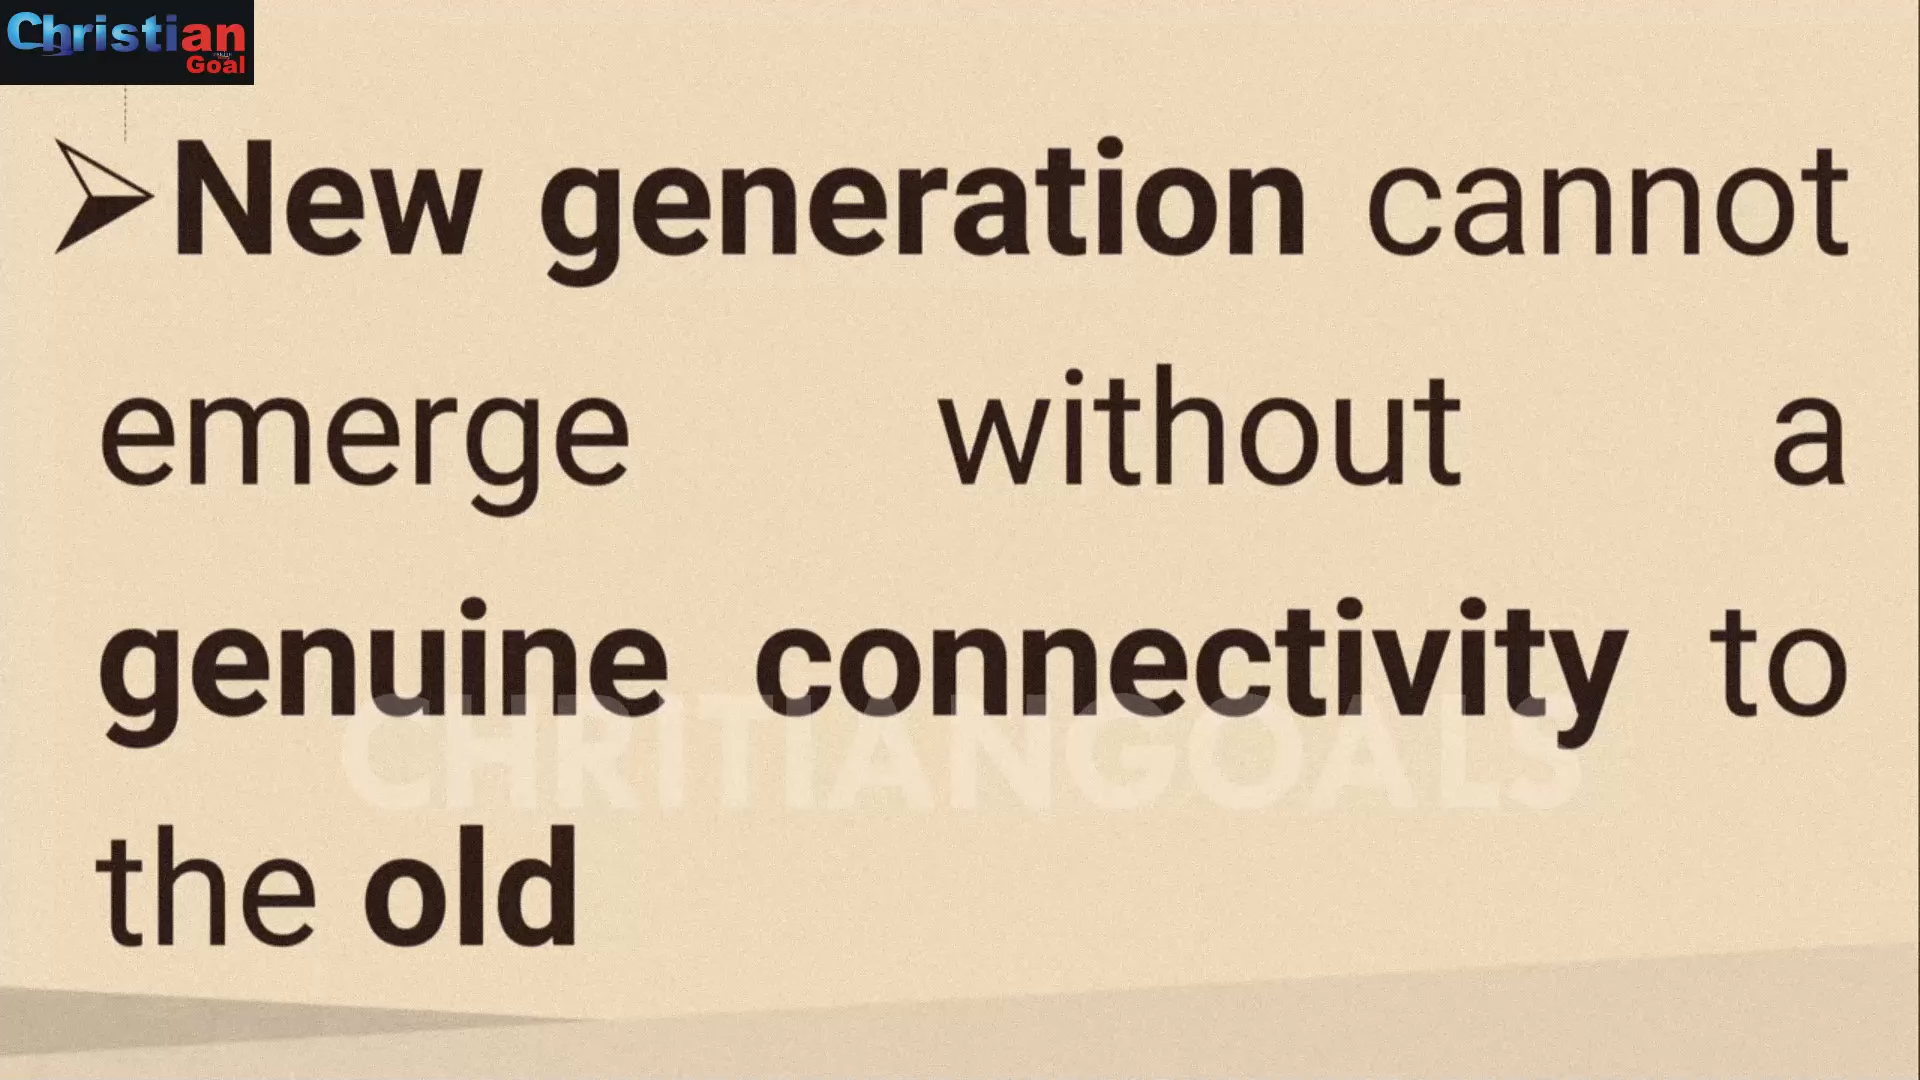 Christian
Goal
➢New generation cannot
emerge without a
genuine connectivity to
CHRITIANGOALS
the old